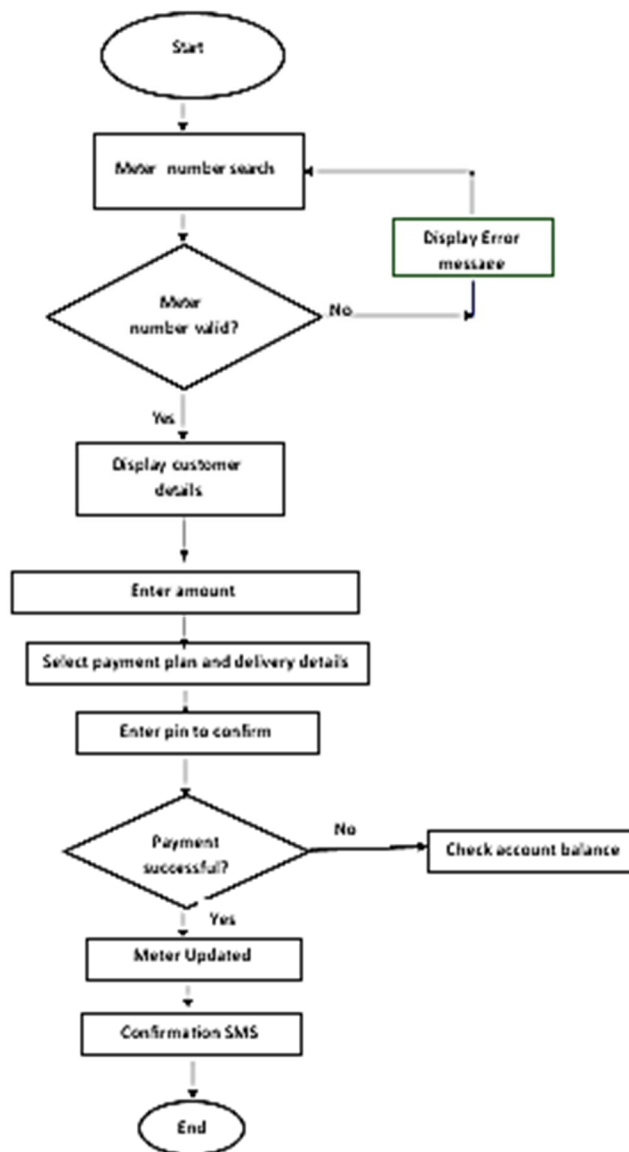 Start
Meter number search
Display Error
message
Meter
number valid?
No
Yes
Display customer
details
Enter amount
Select payment plan and delivery details
Enter pin to confirm
Payment
successful?
No
Check account balance
Yes
Meter Updated
Confirmation SMS
End